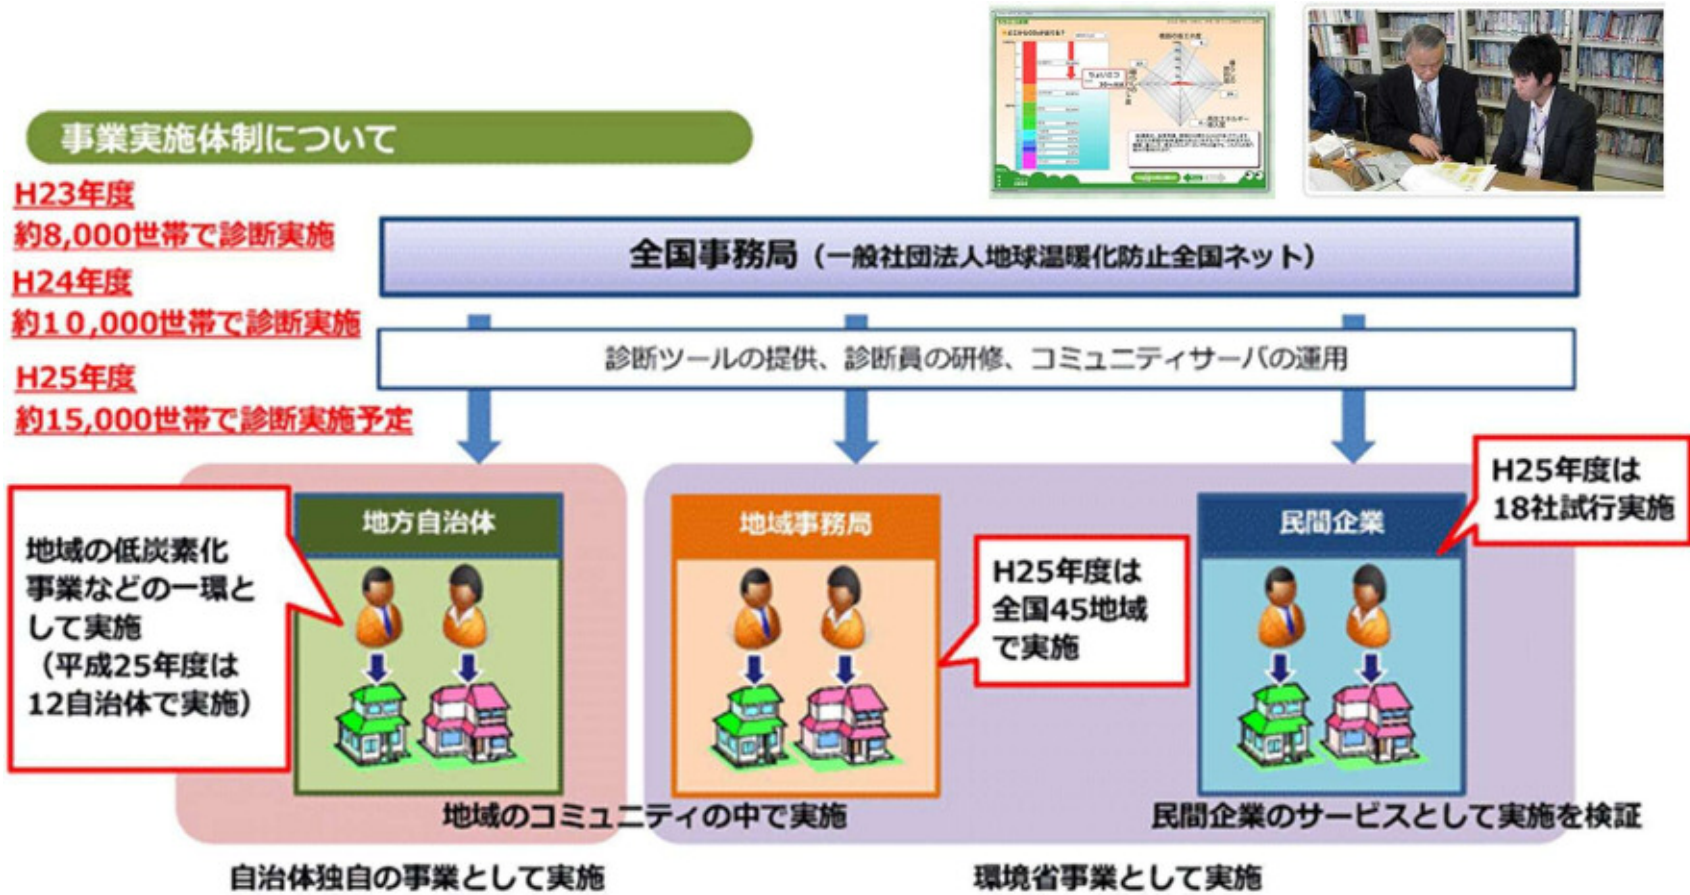 事業実施体制について
H23年度
約8,000世帯で診断実施
H24年度
約10,000世帯で診断実施
H25年度
約15,000世帯で診断実施予定
全国事務局（一般社団法人地球温暖化防止全国ネット）
診断ツールの提供、診断員の研修、コミュニティサーバの運用
地方自治体
地域の低炭素化
事業などの一環と
して実施
（平成25年度は
12自治体で実施）
地域事務局
H25年度は
全国45地域
で実施
民間企業
H25年度は
18社試行実施
地域のコミュニティの中で実施
民間企業のサービスとして実施を検証
自治体独自の事業として実施
環境省事業として実施